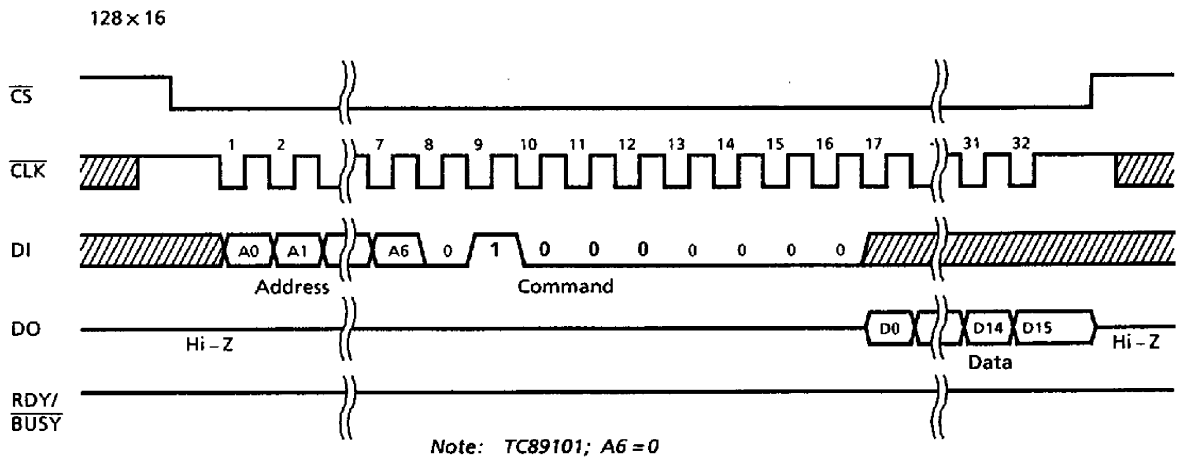 128 × 16
CS
1 2 7 8 9 10 11 12 13 14 15 16 17 31 32
CLK
DI A0 A1 A6 0 1 0 0 0 0 0 0 0
Address Command
DO D0 D14 D15
Hi – Z Data Hi – Z
RDY/
BUSY
Note: TC89101; A6 = 0